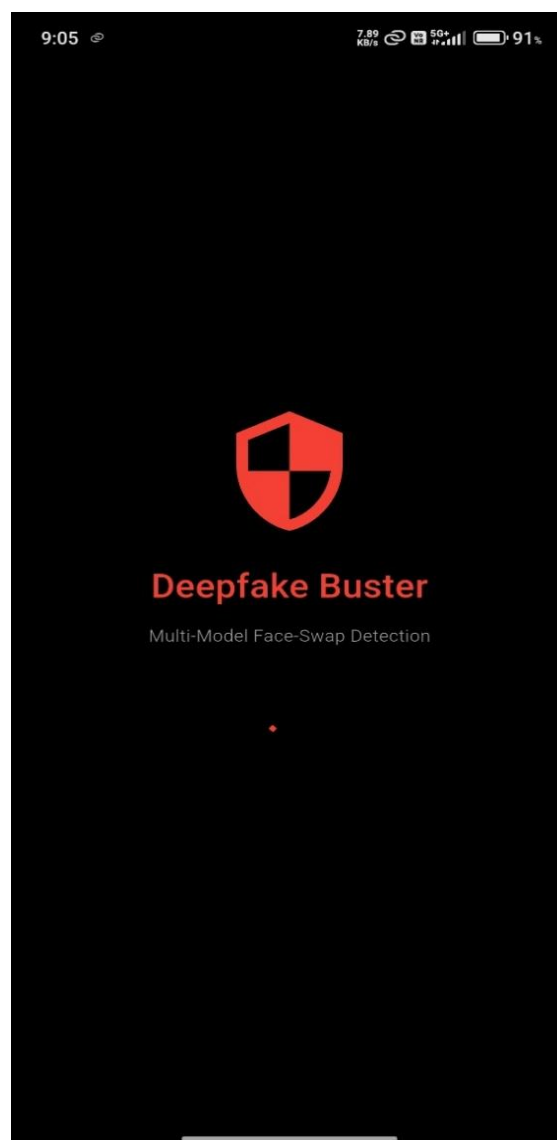 9:05
7.89 KB/s 5G+ 91%
Deepfake Buster
Multi-Model Face-Swap Detection